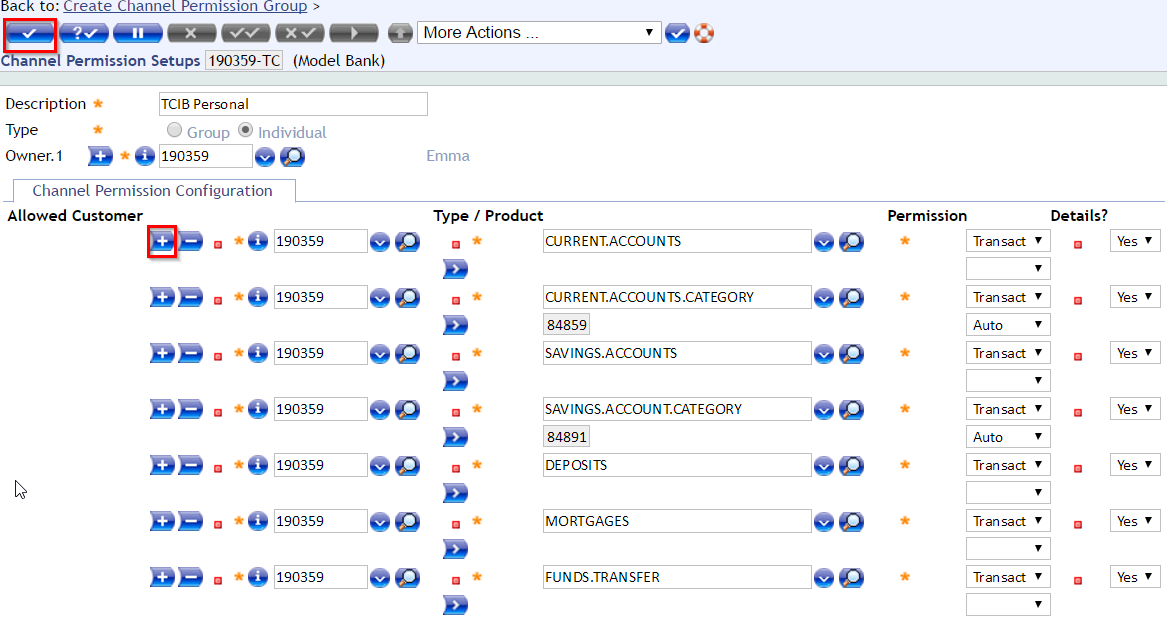 Back to: Create Channel Permission Group >
More Actions ...
Channel Permission Setups 190359-TC (Model Bank)
Description * TCIB Personal
Type * Group Individual
Owner.1 * 190359 Emma
Channel Permission Configuration
Allowed Customer Type / Product Permission Details?
* 190359 * CURRENT.ACCOUNTS * Transact Yes
* 190359 * CURRENT.ACCOUNTS.CATEGORY * Transact Yes
84859 Auto
* 190359 * SAVINGS.ACCOUNTS * Transact Yes
* 190359 * SAVINGS.ACCOUNT.CATEGORY * Transact Yes
84891 Auto
* 190359 * DEPOSITS * Transact Yes
* 190359 * MORTGAGES * Transact Yes
* 190359 * FUNDS.TRANSFER * Transact Yes